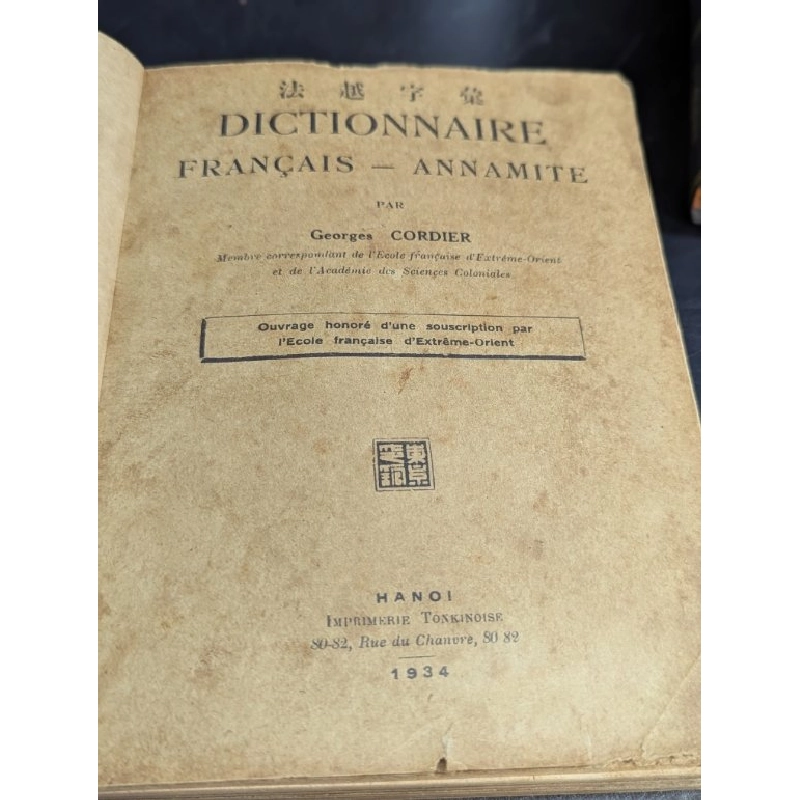 法越字彙
DICTIONNAIRE
FRANÇAIS — ANNAMITE
PAR
Georges CORDIER
Membre correspondant de l'Ecole française d'Extrême-Orient
et de l'Académie des Sciences Coloniales
Ouvrage honoré d'une souscription par
l'Ecole française d'Extrême-Orient
東京
HANOI
IMPRIMERIE TONKINOISE
80-82, Rue du Chanvre, 80 82
1934